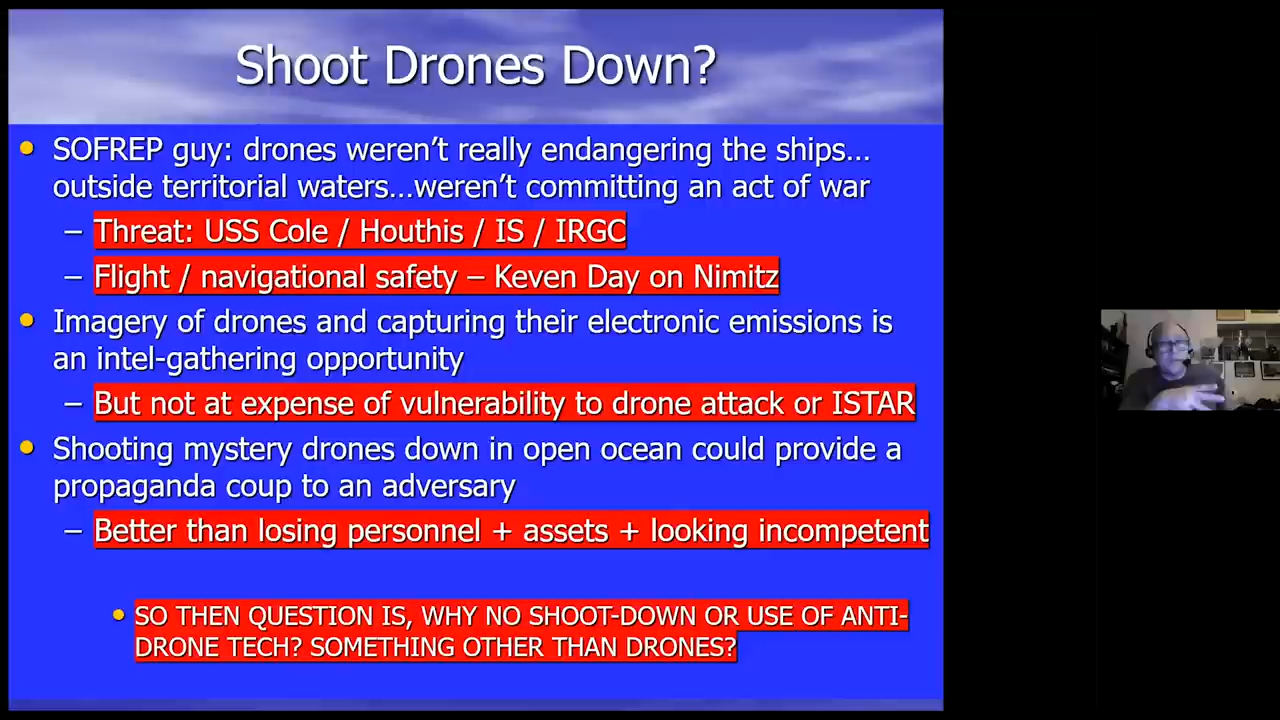 Shoot Drones Down?
SOFREP guy: drones weren't really endangering the ships…
outside territorial waters…weren't committing an act of war
– Threat: USS Cole / Houthis / IS / IRGC
– Flight / navigational safety – Keven Day on Nimitz
Imagery of drones and capturing their electronic emissions is
an intel-gathering opportunity
– But not at expense of vulnerability to drone attack or ISTAR
Shooting mystery drones down in open ocean could provide a
propaganda coup to an adversary
– Better than losing personnel + assets + looking incompetent
SO THEN QUESTION IS, WHY NO SHOOT-DOWN OR USE OF ANTI-
DRONE TECH? SOMETHING OTHER THAN DRONES?